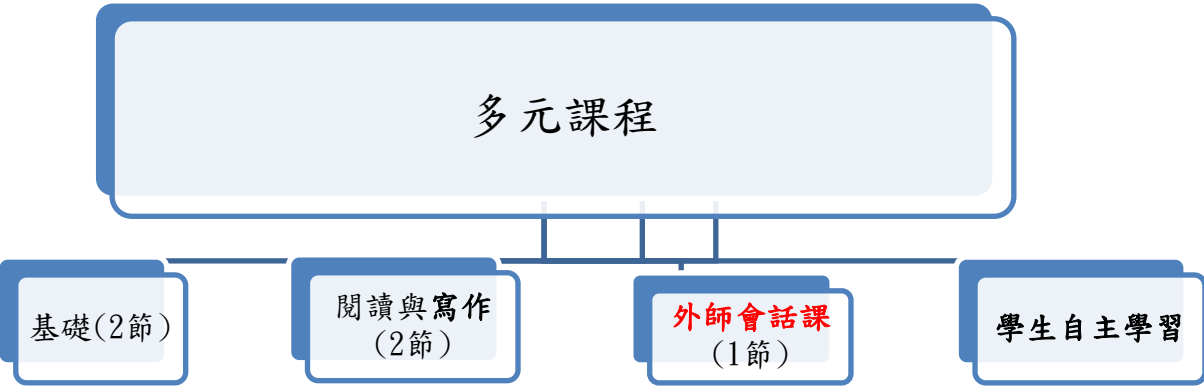 多元課程
基礎(2節)
閱讀與寫作
(2節)
外師會話課
(1節)
學生自主學習